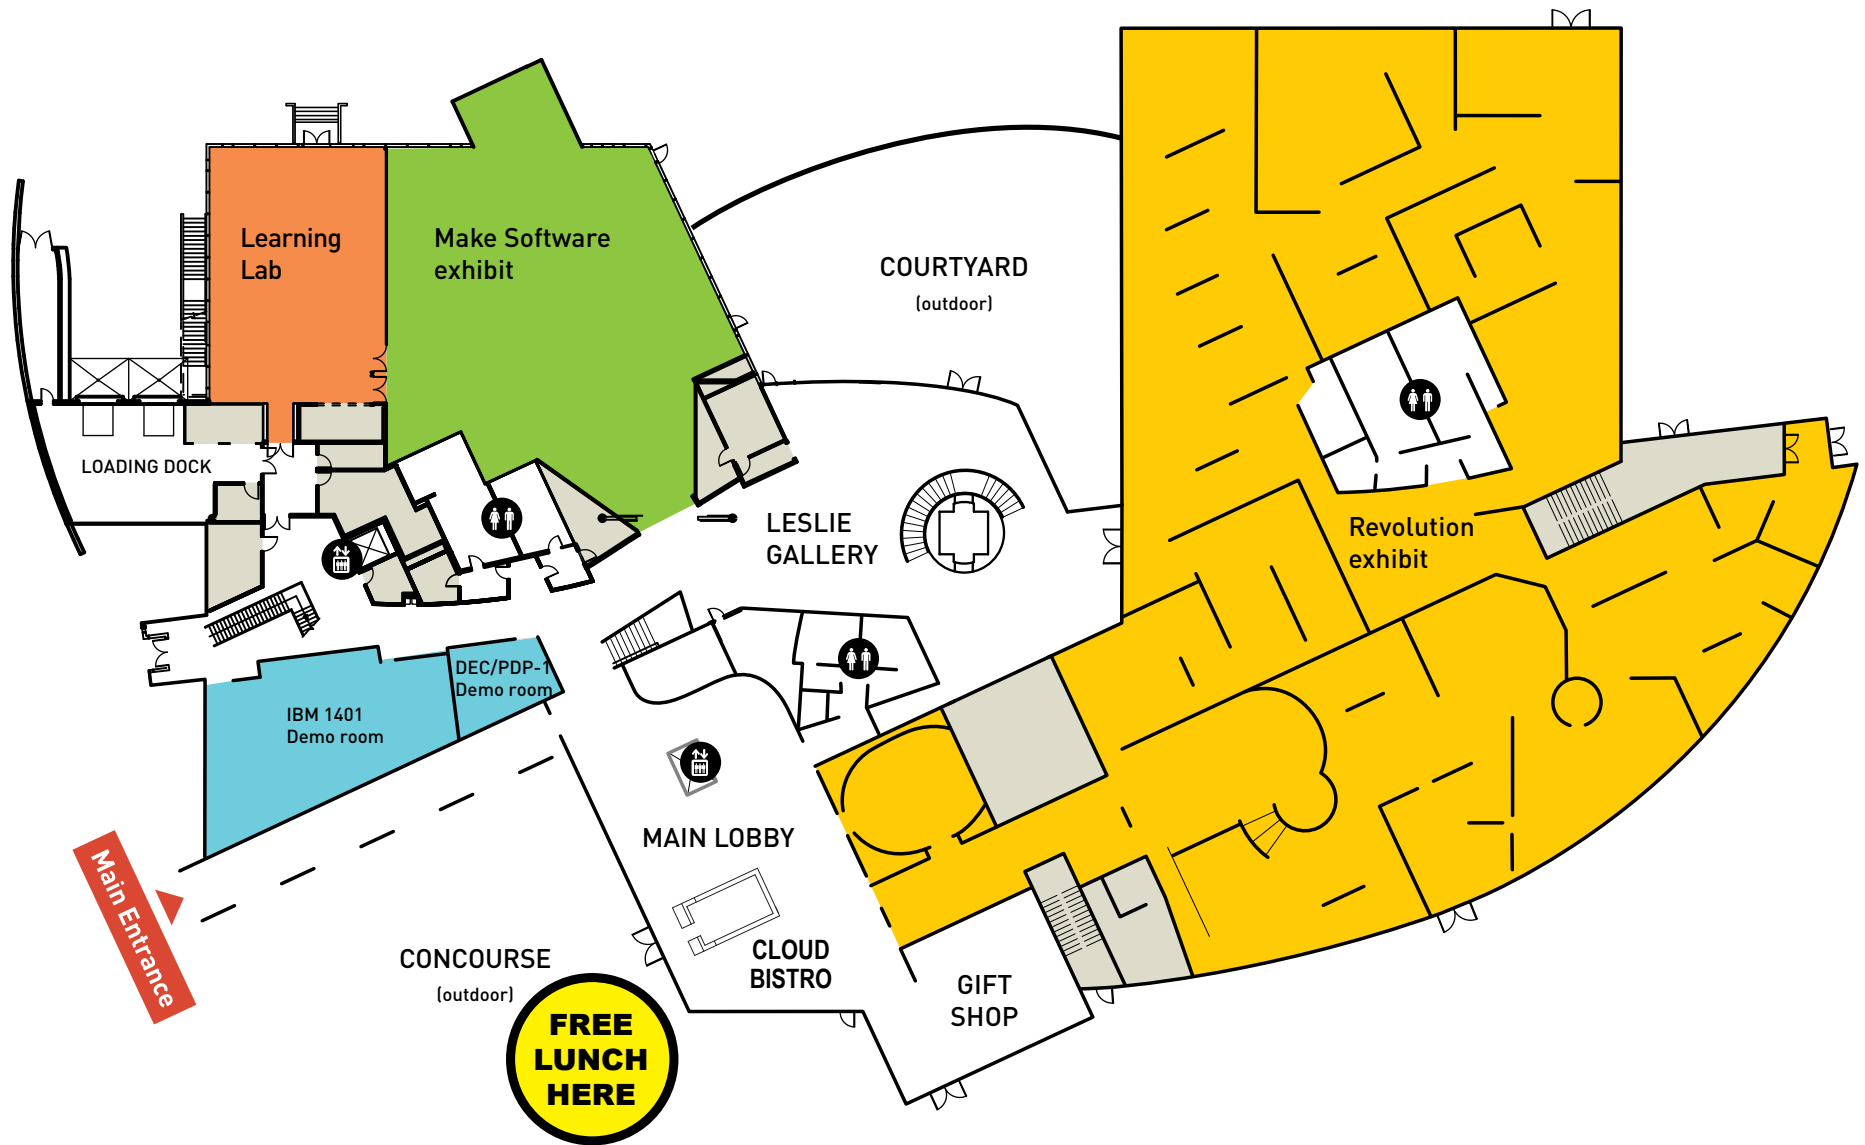 Learning
Lab
Make Software
exhibit
COURTYARD
(outdoor)
LOADING DOCK
LESLIE
GALLERY
Revolution
exhibit
DEC/PDP-1
Demo room
IBM 1401
Demo room
MAIN LOBBY
Main Entrance
CLOUD
BISTRO
CONCOURSE
(outdoor)
GIFT
SHOP
FREE
LUNCH
HERE